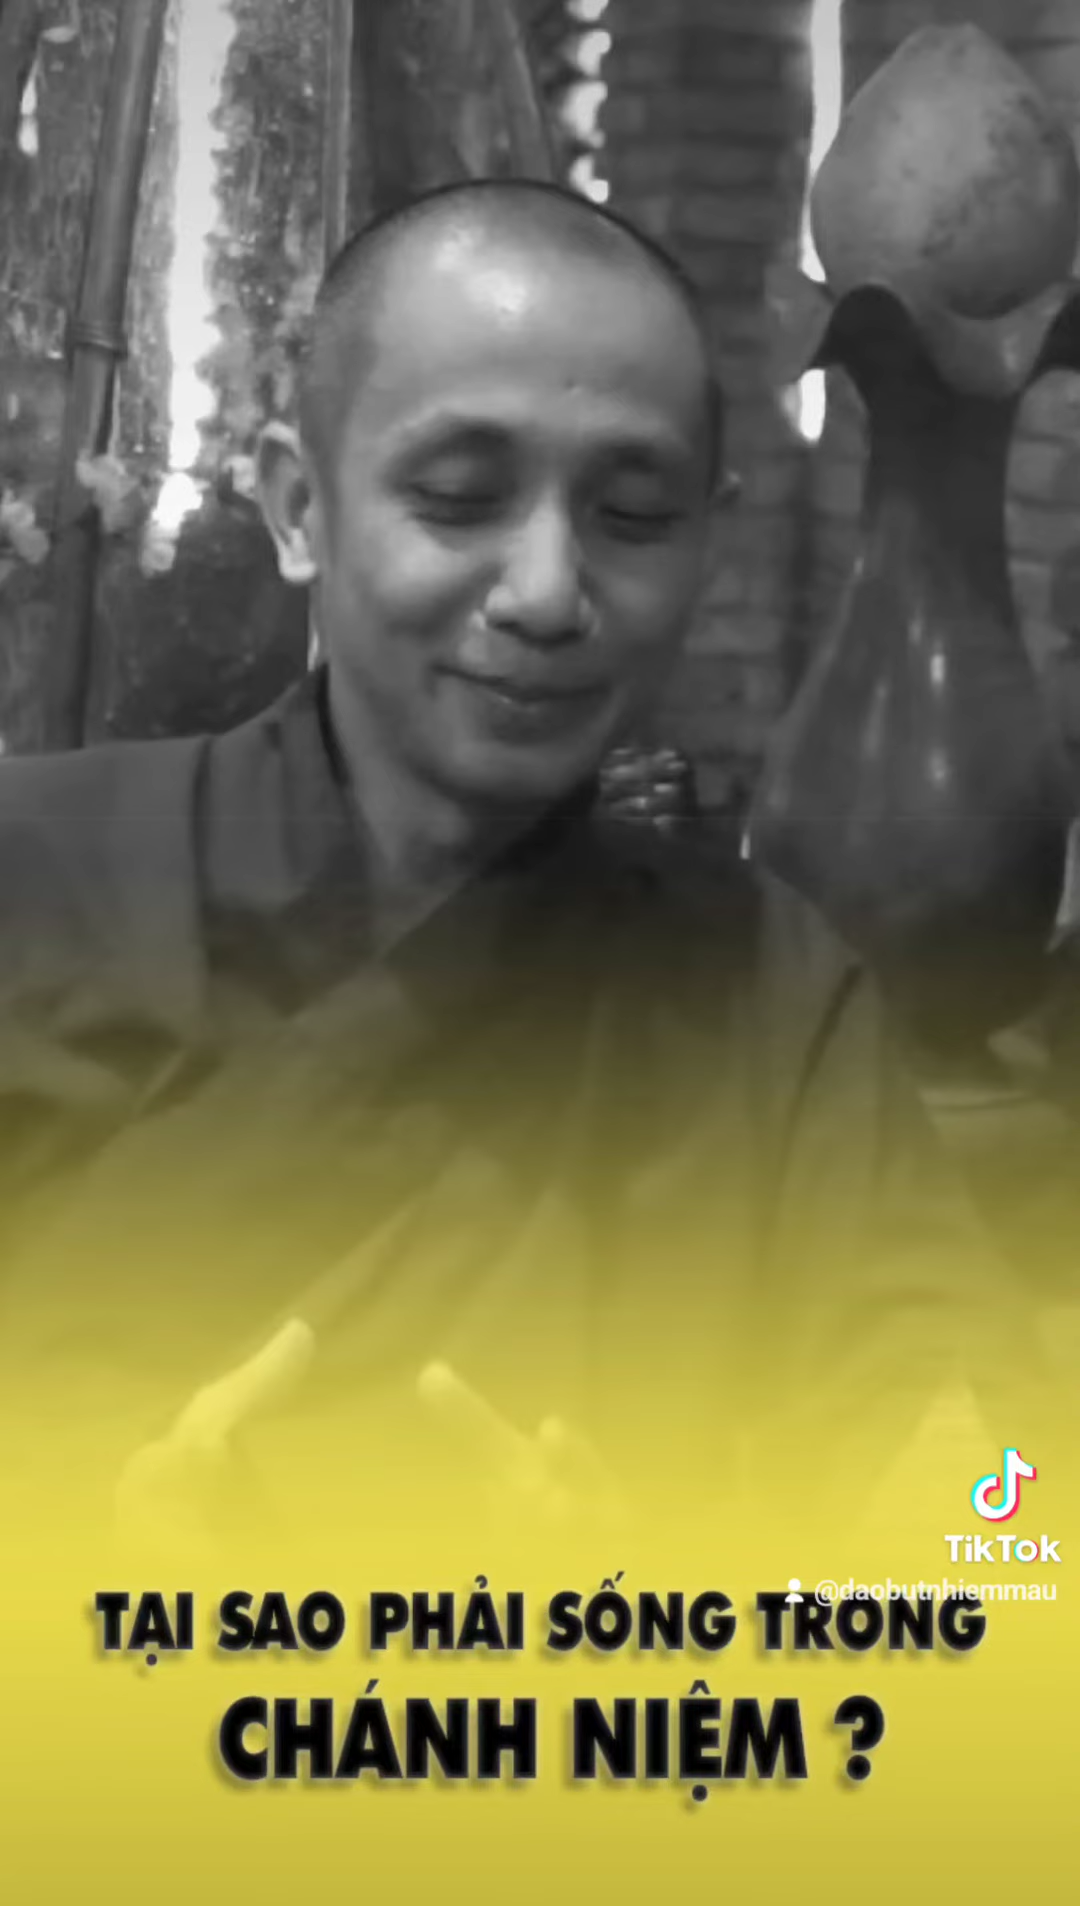 TikTok
@daobutnhiemmau
TẠI SAO PHẢI SỐNG TRONG
CHÁNH NIỆM ?